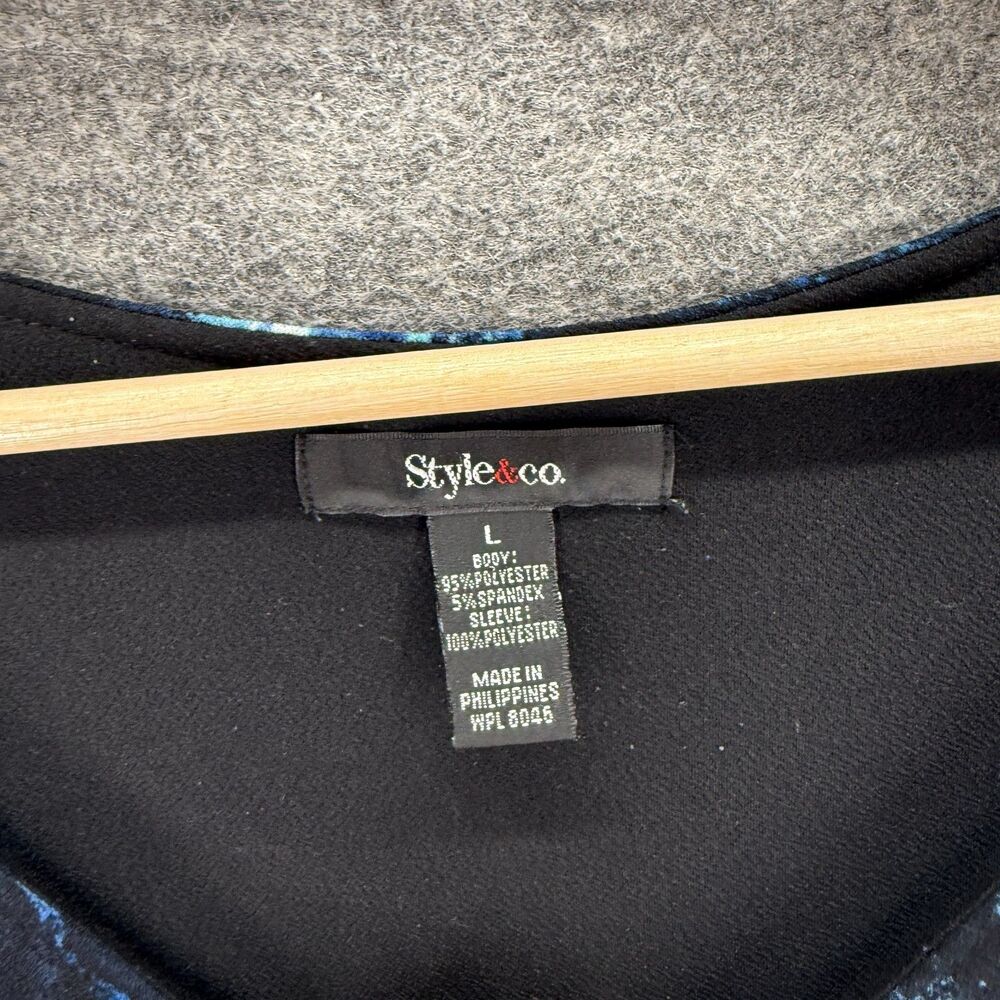 Style&co.
L
BODY:
95%POLYESTER
5%SPANDEX
SLEEVE:
100%POLYESTER
MADE IN
PHILIPPINES
WPL 8046